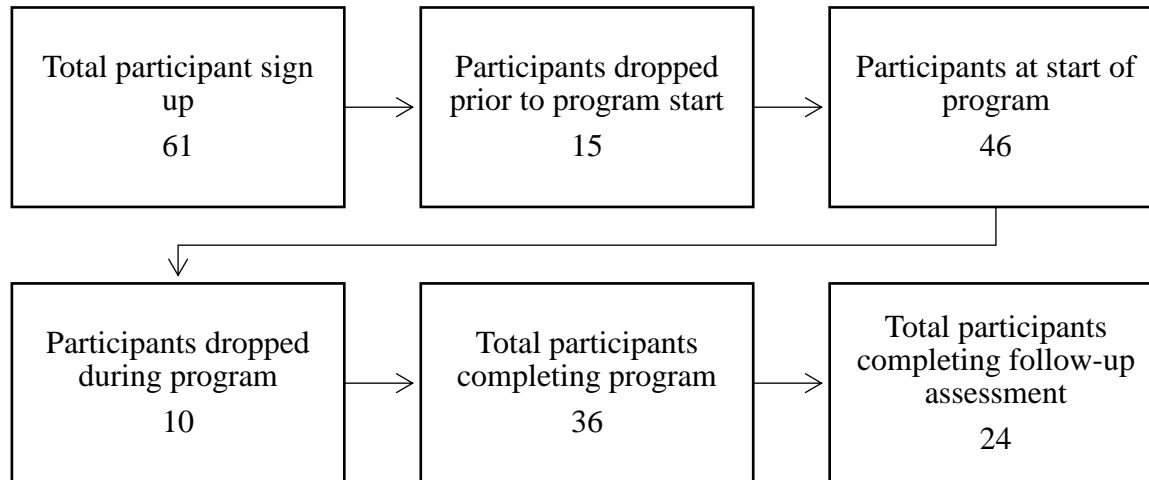 Total participant sign
up
61
Participants dropped
prior to program start
15
Participants at start of
program
46
Participants dropped
during program
10
Total participants
completing program
36
Total participants
completing follow-up
assessment
24